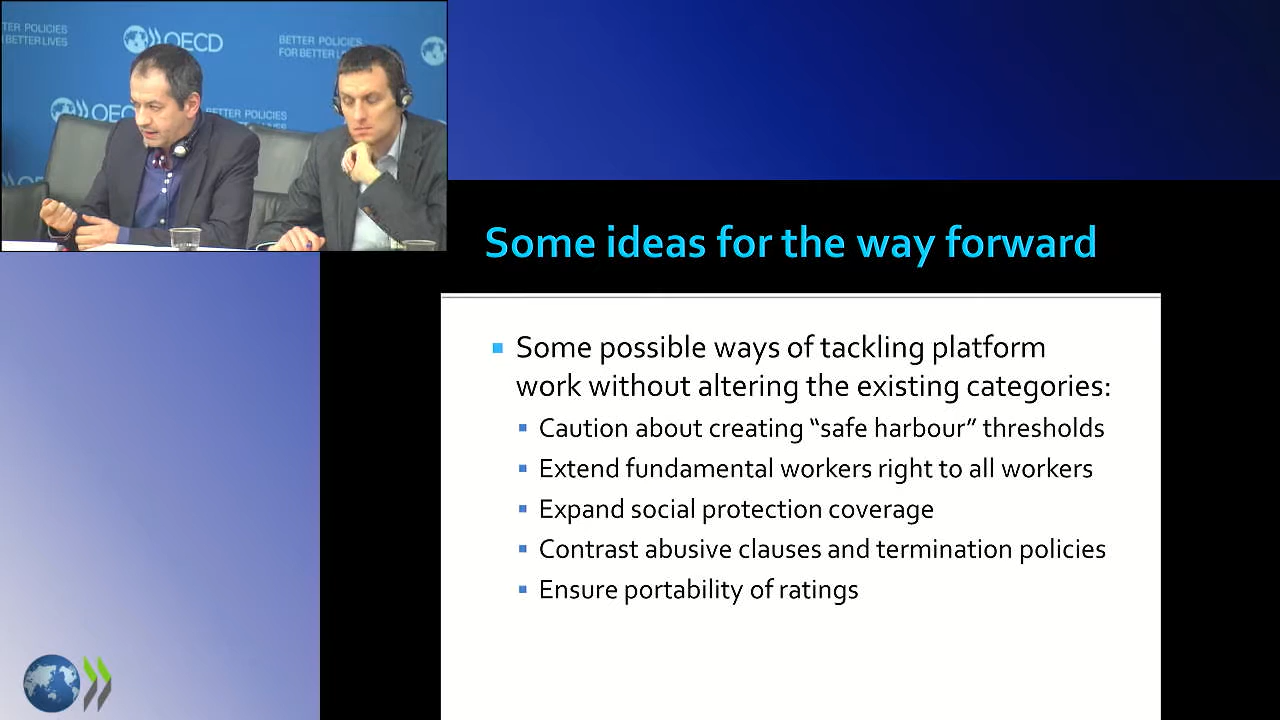 TTER POLICIES
R BETTER LIVES
OECD
BETTER POLICIES
FOR BETTER LIVES
OECD
BETTER POLICIES
Some ideas for the way forward
Some possible ways of tackling platform
work without altering the existing categories:
Caution about creating “safe harbour” thresholds
Extend fundamental workers right to all workers
Expand social protection coverage
Contrast abusive clauses and termination policies
Ensure portability of ratings